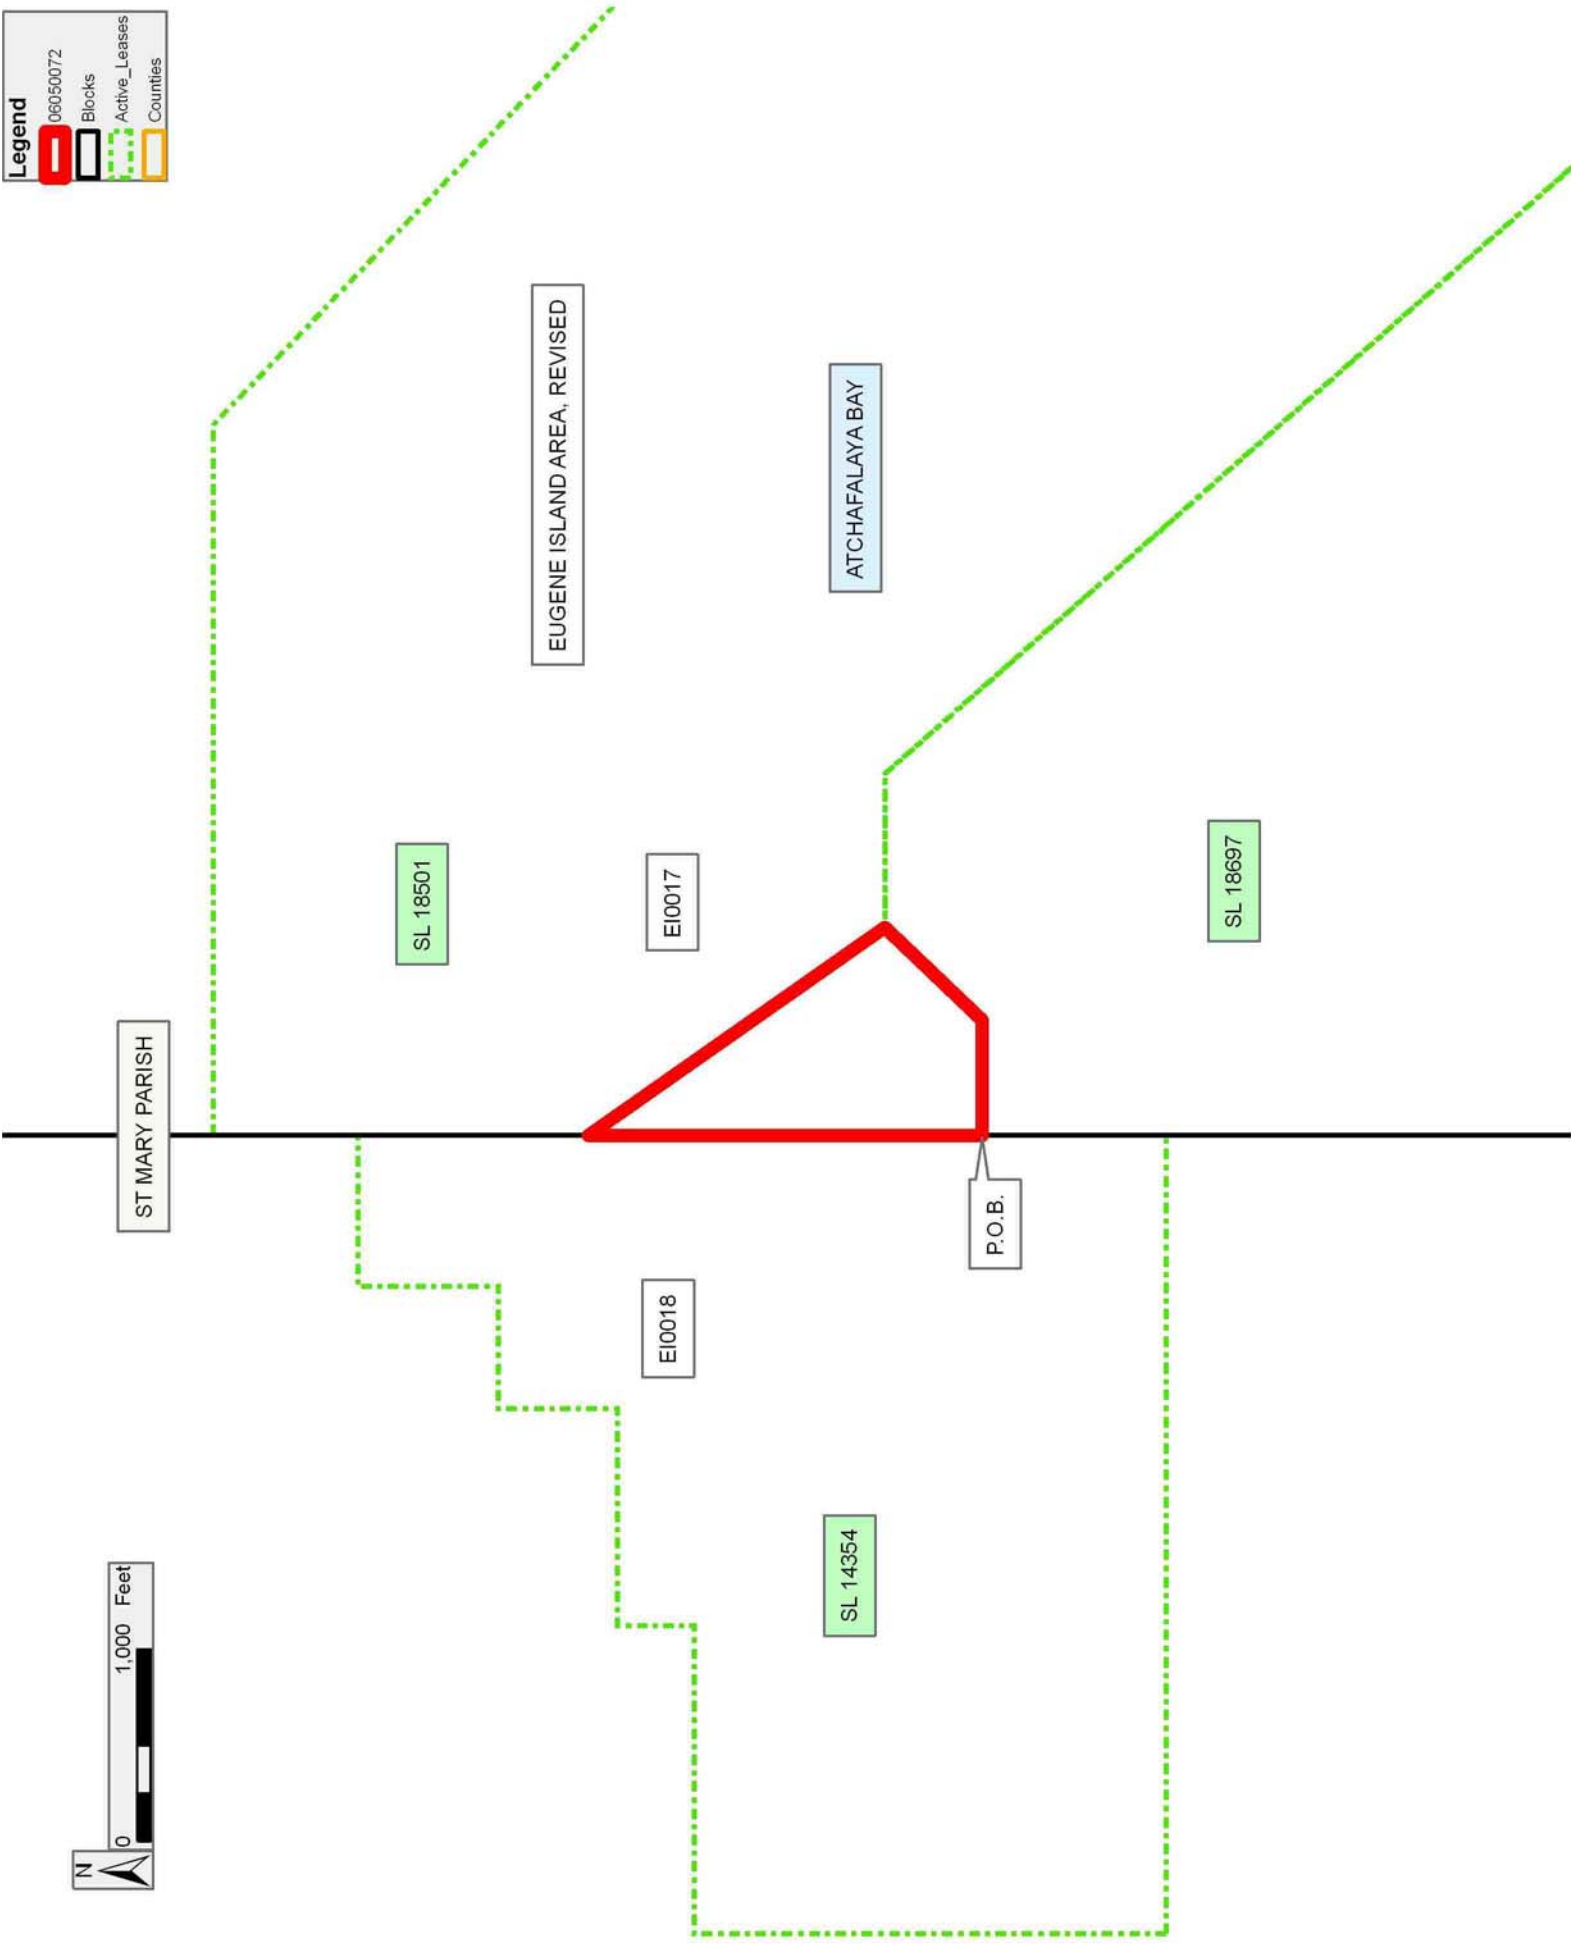 Legend
06050072
Blocks
Active_Leases
Counties
N
0 1,000 Feet
ST MARY PARISH
SL 18501
EUGENE ISLAND AREA, REVISED
EI0018
EI0017
SL 14354
ATCHAFALAYA BAY
P.O.B.
SL 18697